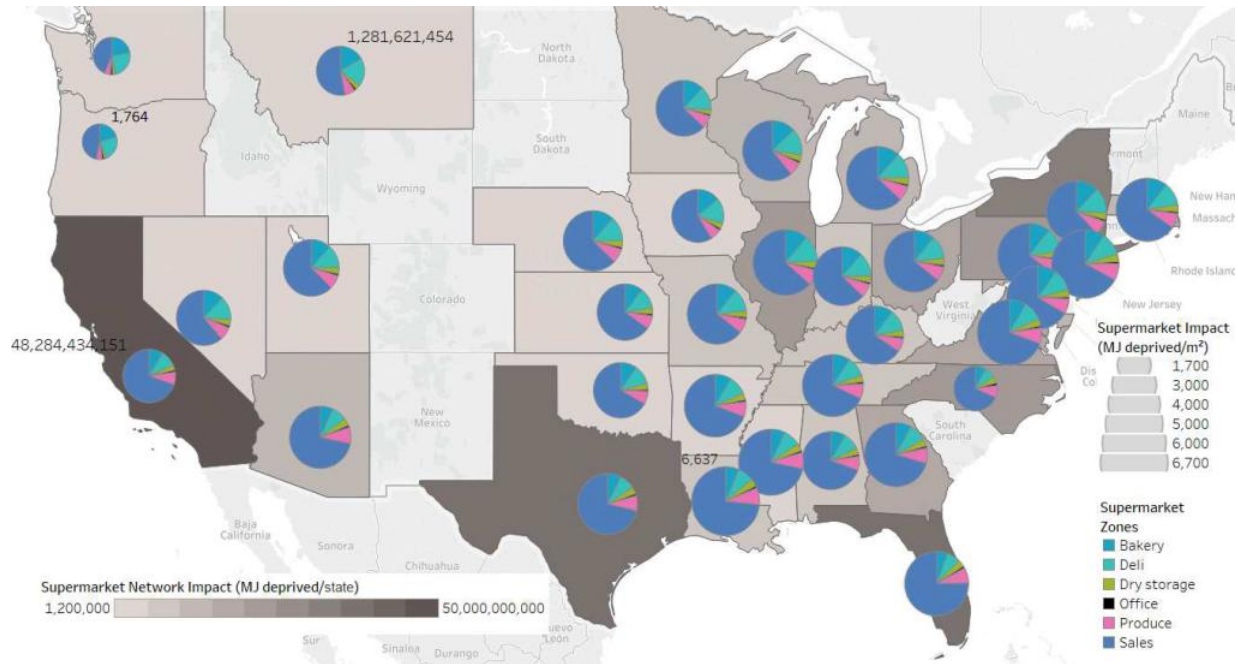 1,281,621,454
North
Dakota
Maine
1,764
South
Dakota
ermont
Idaho
New Ham
Wyoming
Massach
Rhode Island
West
Virginia
New Jersey
Colorado
48,284,434,151
Supermarket Impact
(MJ deprived/m²)
1,700
3,000
4,000
5,000
6,000
6,700
Dis
Co
New
Mexico
South
Carolina
6,637
Baja
California
Sonora
Chihuahua
Supermarket
Zones
Bakery
Deli
Dry storage
Office
Produce
Sales
Supermarket Network Impact (MJ deprived/state)
1,200,000
50,000,000,000
uevo
León
Sur
Sinaloa
Durango